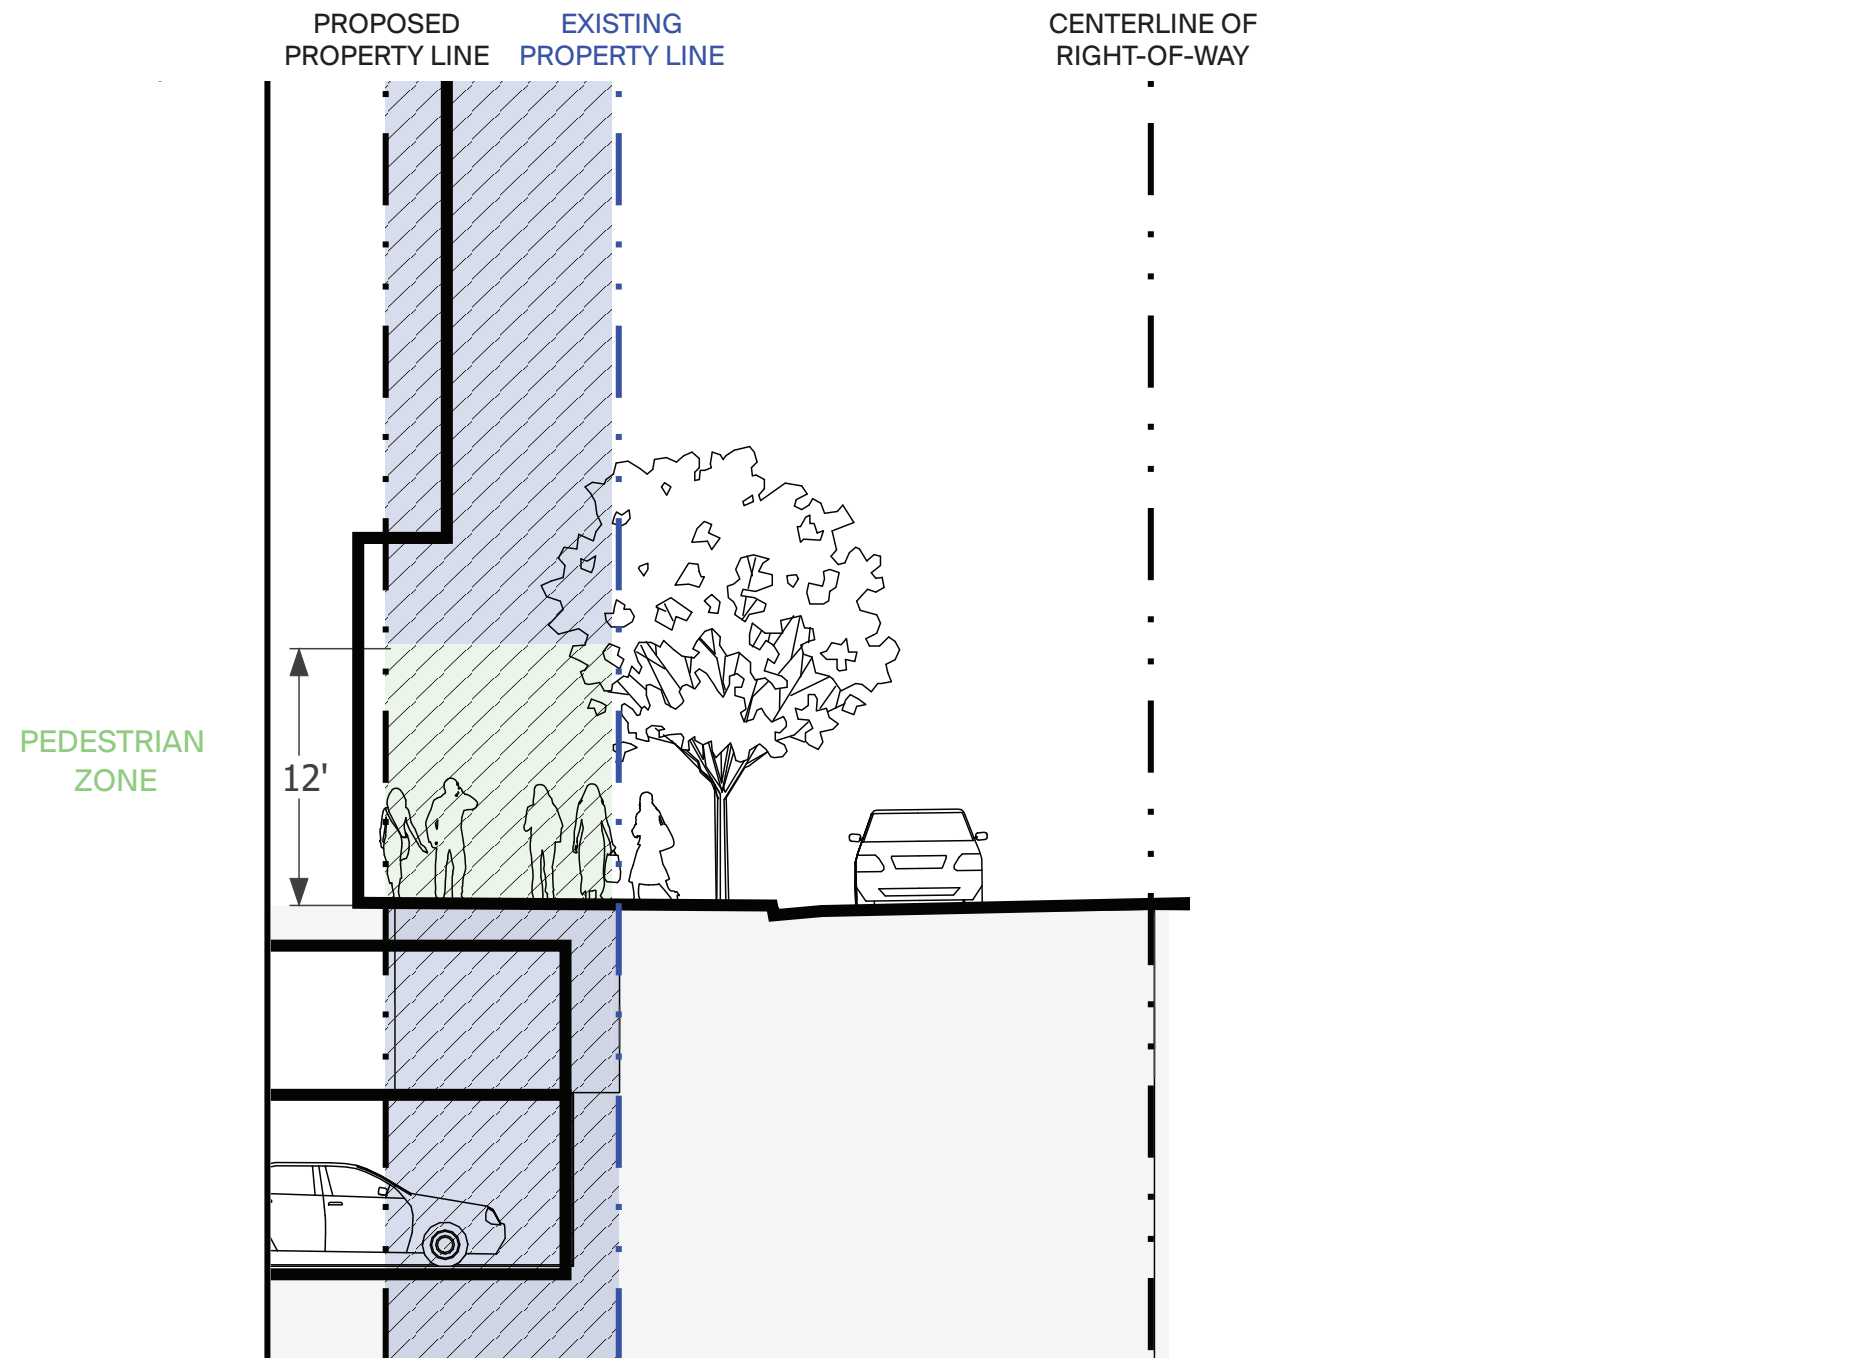 PROPOSED
PROPERTY LINE
EXISTING
PROPERTY LINE
CENTERLINE OF
RIGHT-OF-WAY
PEDESTRIAN
ZONE
12'